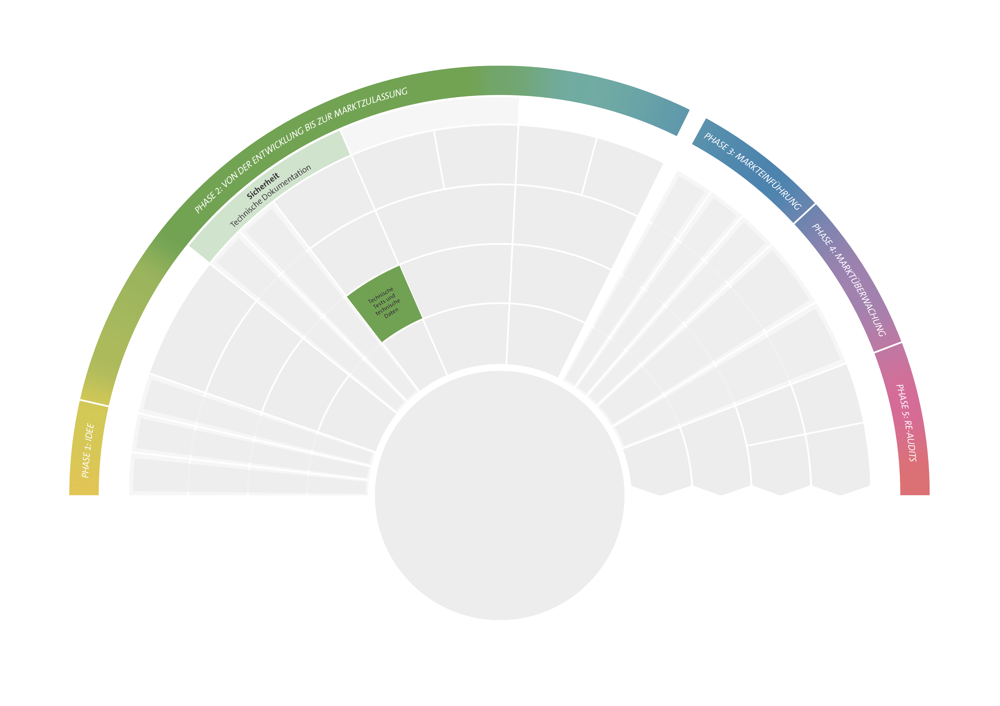 PHASE 1: IDEE
PHASE 2: VON DER ENTWICKLUNG BIS ZUR MARKTZULASSUNG
Sicherheit
Technische Dokumentation
Technische
Tests und
technische
Daten
PHASE 3: MARKTEINFÜHRUNG
PHASE 4: MARKTÜBERWACHUNG
PHASE 5: RE-AUDITS